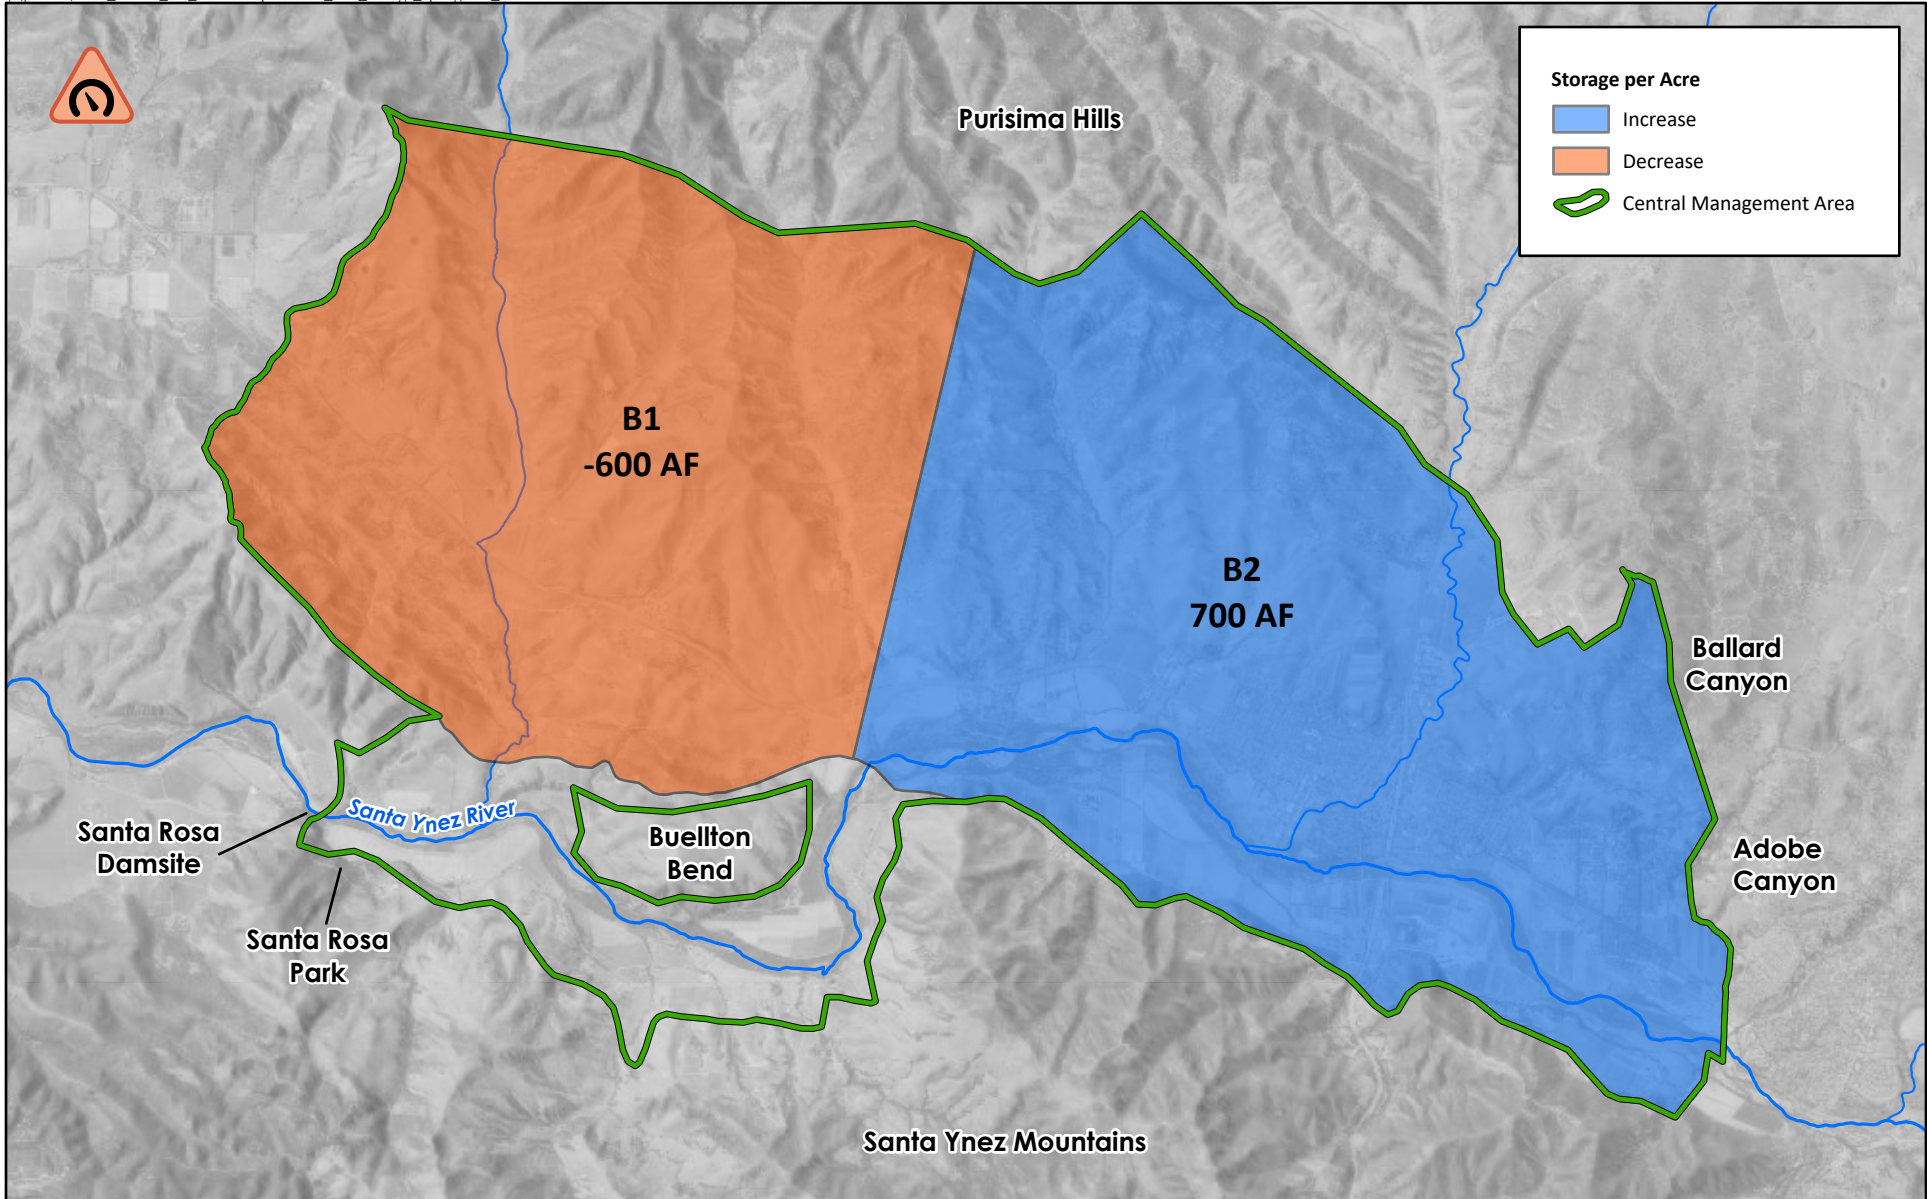 Storage per Acre
Increase
Decrease
Central Management Area
Purisima Hills
B1
-600 AF
B2
700 AF
Ballard
Canyon
Adobe
Canyon
Santa Ynez River
Santa Rosa
Damsite
Buellton
Bend
Santa Rosa
Park
Santa Ynez Mountains